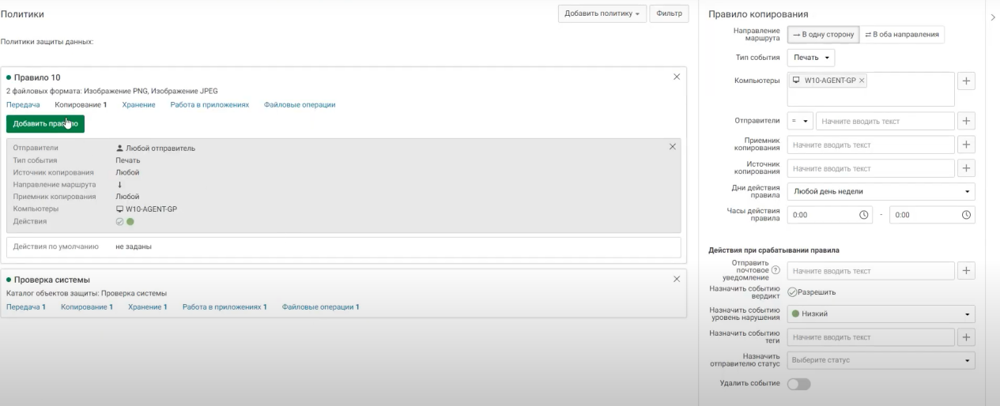 Политики
Добавить политику
Фильтр
Политики защиты данных:
Правило 10
2 файловых формата: Изображение PNG, Изображение JPEG
Передача Копирование 1 Хранение Работа в приложениях Файловые операции
Добавить правило
Отправители Любой отправитель
Тип события Печать
Источник копирования Любой
Направление маршрута
Приемник копирования Любой
Компьютеры W10-AGENT-GP
Действия
Действия по умолчанию не заданы
Проверка системы
Каталог объектов защиты: Проверка системы
Передача 1 Копирование 1 Хранение 1 Работа в приложениях 1 Файловые операции 1
Правило копирования
Направление
маршрута
В одну сторону
В оба направления
Тип события Печать
Компьютеры W10-AGENT-GP
Отправители = Начните вводить текст
Приемник
копирования
Начните вводить текст
Источник
копирования
Начните вводить текст
Дни действия
правила
Любой день недели
Часы действия
правила
0:00 - 0:00
Действия при срабатывании правила
Отправить
почтовое
уведомление
Начните вводить текст
Назначить событию
вердикт
Разрешить
Назначить событию
уровень нарушения
Низкий
Назначить событию
теги
Начните вводить текст
Назначить
отправителю статус
Выберите статус
Удалить событие